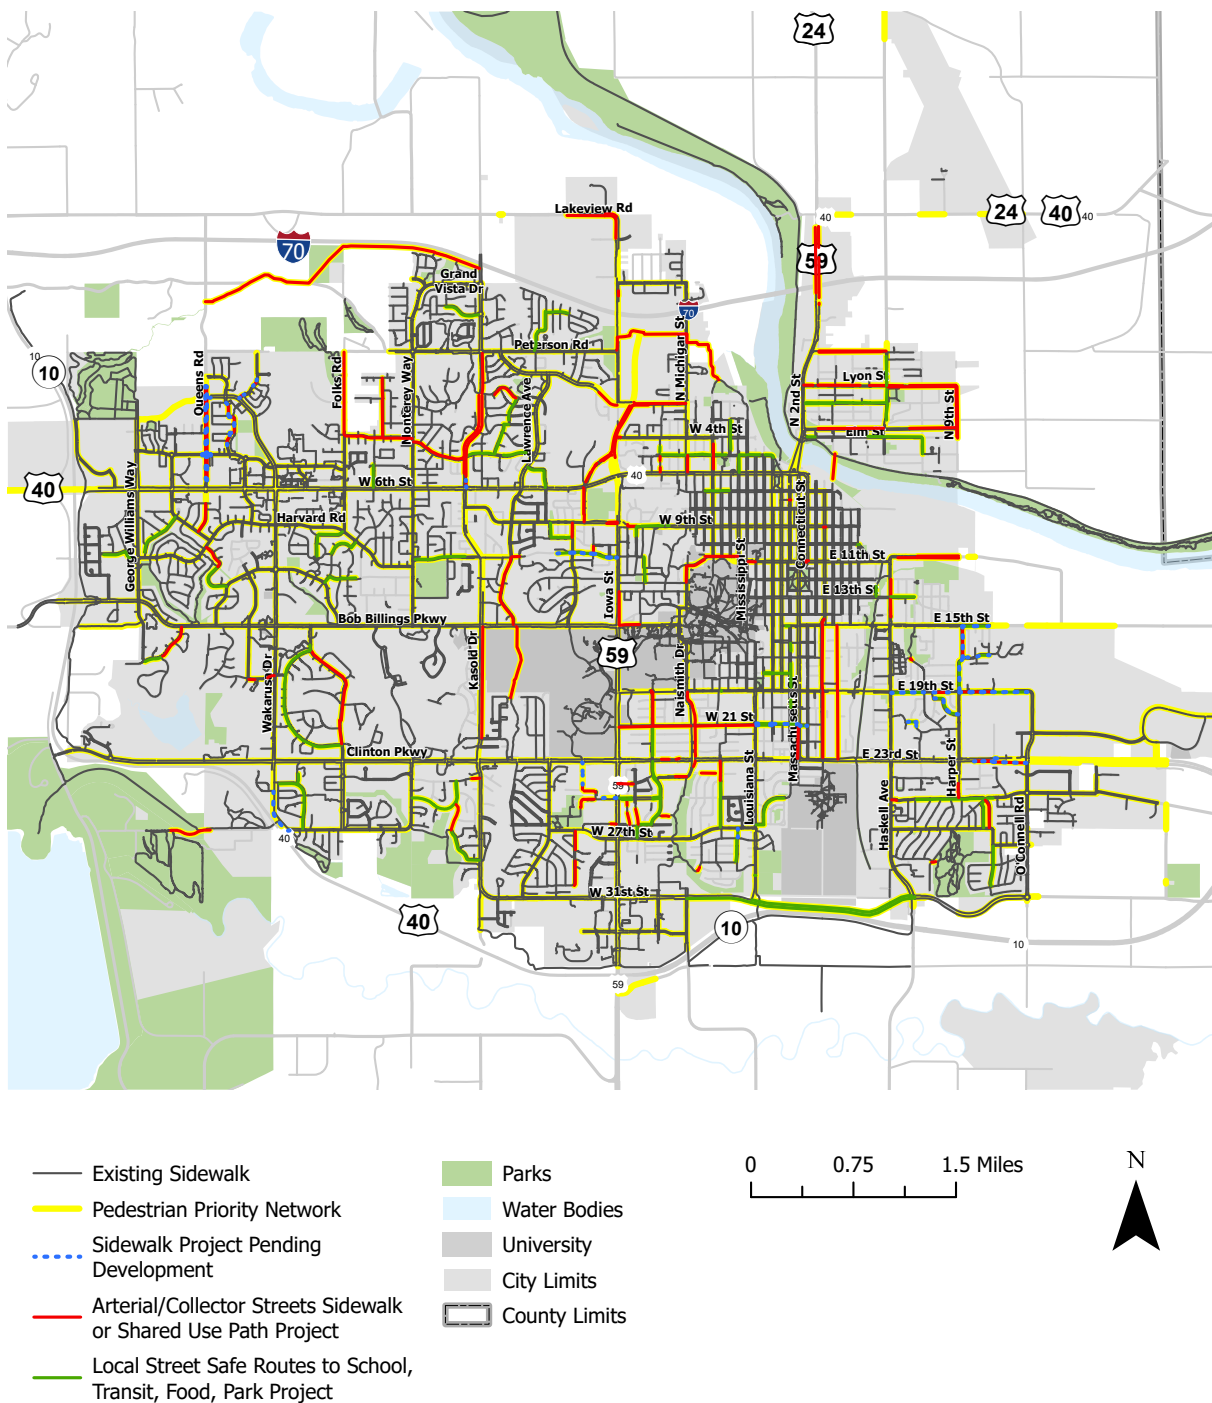 24
24
40
40
40
Lakeview Rd
59
70
Grand
Vista Dr
70
Peterson Rd
10
10
Queens Rd
Folks Rd
Monterey Way
Lawrence Ave
N Michigan St
N 2nd St
Lyon St
N 9th St
Elm St
W 4th St
40
W 6th St
40
George Williams Way
Harvard Rd
W 9th St
Connecticut St
E 11th St
Mississippi St
E 13th St
Iowa St
Bob Billings Pkwy
E 15th St
59
Kasold Dr
Naismith Dr
Wakarusa Dr
E 19th St
W 21 St
Massachusetts St
Clinton Pkwy
E 23rd St
Louisiana St
Harper St
59
Haskell Ave
O'Connell Rd
W 27th St
40
W 31st St
40
10
10
59
Existing Sidewalk
Pedestrian Priority Network
Sidewalk Project Pending
Development
Arterial/Collector Streets Sidewalk
or Shared Use Path Project
Local Street Safe Routes to School,
Transit, Food, Park Project
Parks
Water Bodies
University
City Limits
County Limits
0 0.75 1.5 Miles
N